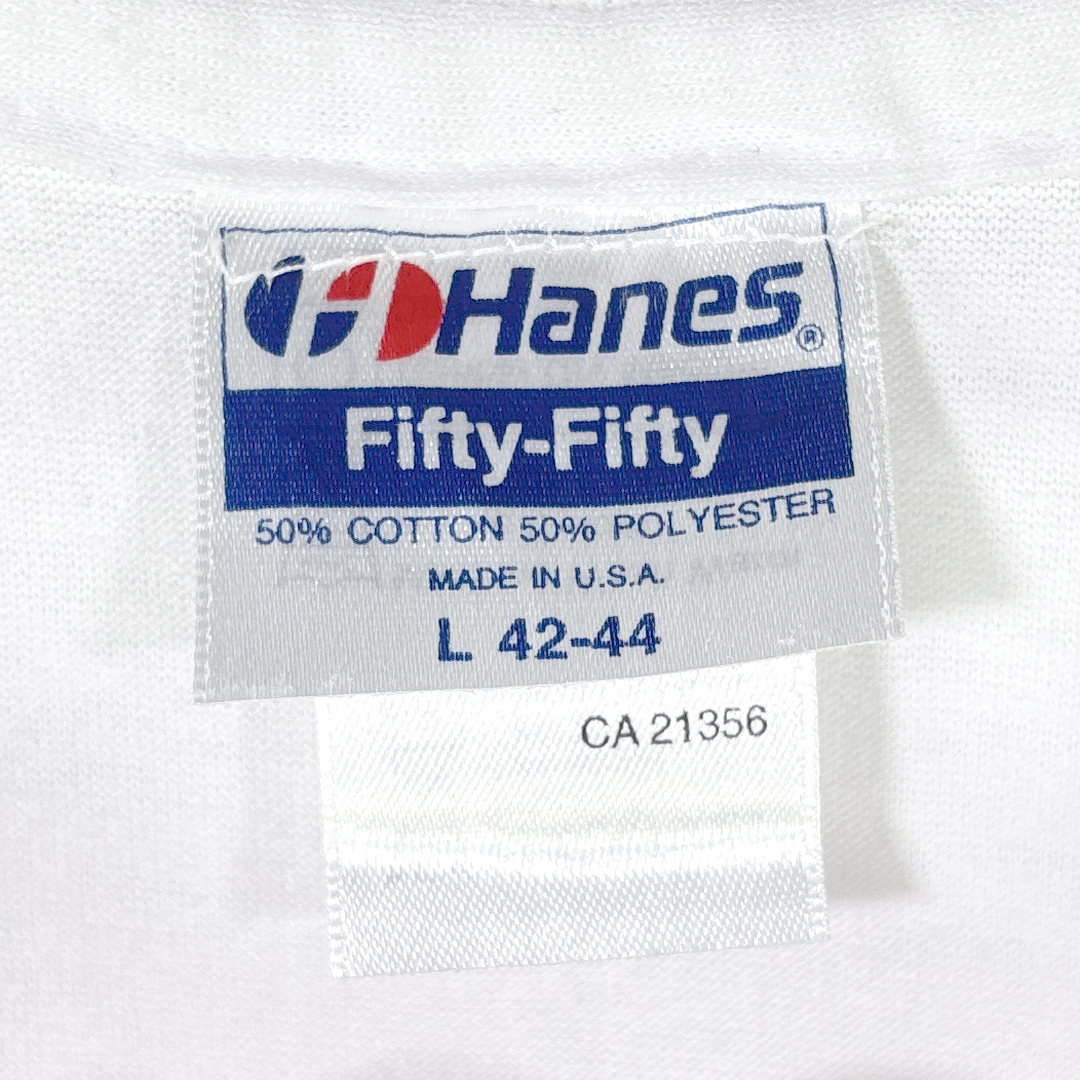 Hanes®
Fifty-Fifty
50% COTTON 50% POLYESTER
MADE IN U.S.A.
L 42-44
CA 21356